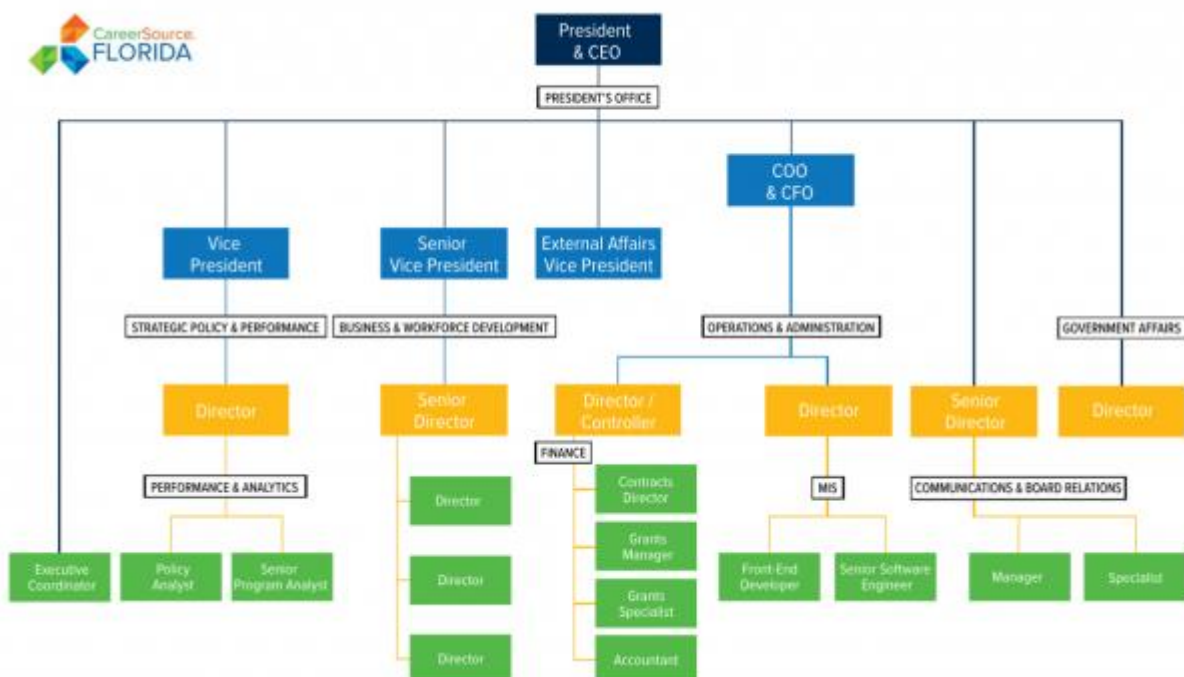 CareerSource
FLORIDA
President
& CEO
PRESIDENT'S OFFICE
COO
& CFO
Vice
President
Senior
Vice President
External Affairs
Vice President
STRATEGIC POLICY & PERFORMANCE
BUSINESS & WORKFORCE DEVELOPMENT
OPERATIONS & ADMINISTRATION
GOVERNMENT AFFAIRS
Director
Senior
Director
Director /
Controller
Director
Senior
Director
Director
FINANCE
PERFORMANCE & ANALYTICS
MIS
COMMUNICATIONS & BOARD RELATIONS
Director
Contracts
Director
Grants
Manager
Executive
Coordinator
Policy
Analyst
Senior
Program Analyst
Director
Front-End
Developer
Senior Software
Engineer
Manager
Specialist
Grants
Specialist
Director
Accountant